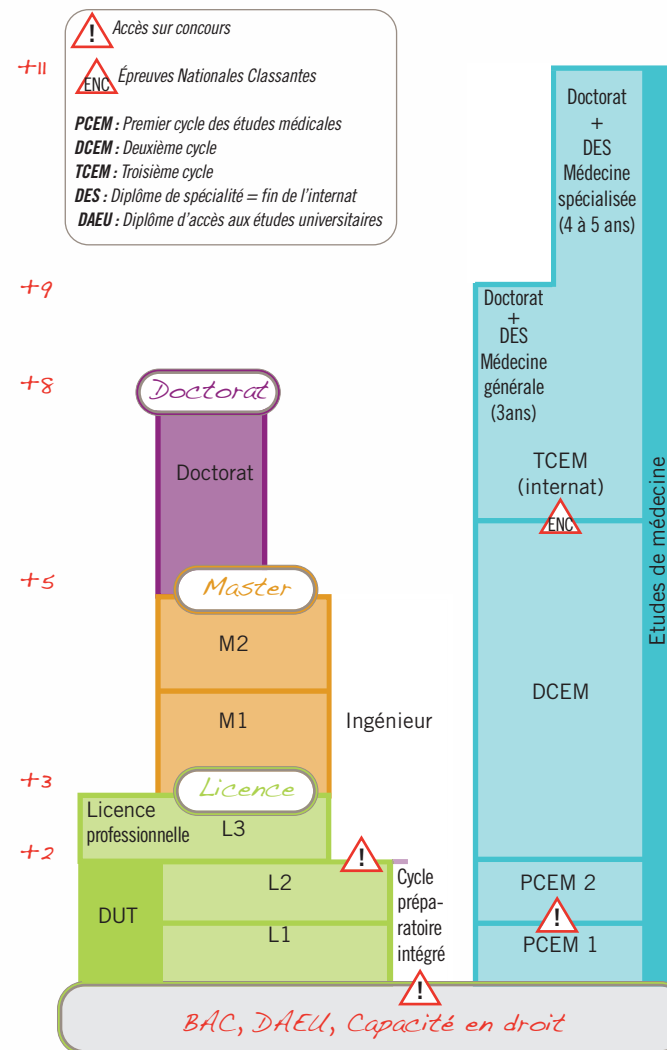 ! Accès sur concours
ENC Épreuves Nationales Classantes
PCEM : Premier cycle des études médicales
DCEM : Deuxième cycle
TCEM : Troisième cycle
DES : Diplôme de spécialité = fin de l'internat
DAEU : Diplôme d'accès aux études universitaires
+11
+9
+8
+5
+3
+2
Doctorat
Doctorat
Master
M2
M1
Ingénieur
Licence
Licence
professionnelle
L3
!
DUT
L2
L1
Cycle
prépa-
ratoire
intégré
!
Doctorat
+
DES
Médecine
spécialisée
(4 à 5 ans)
Doctorat
+
DES
Médecine
générale
(3ans)
TCEM
(internat)
ENC
DCEM
PCEM 2
!
PCEM 1
Etudes de médecine
BAC, DAEU, Capacité en droit